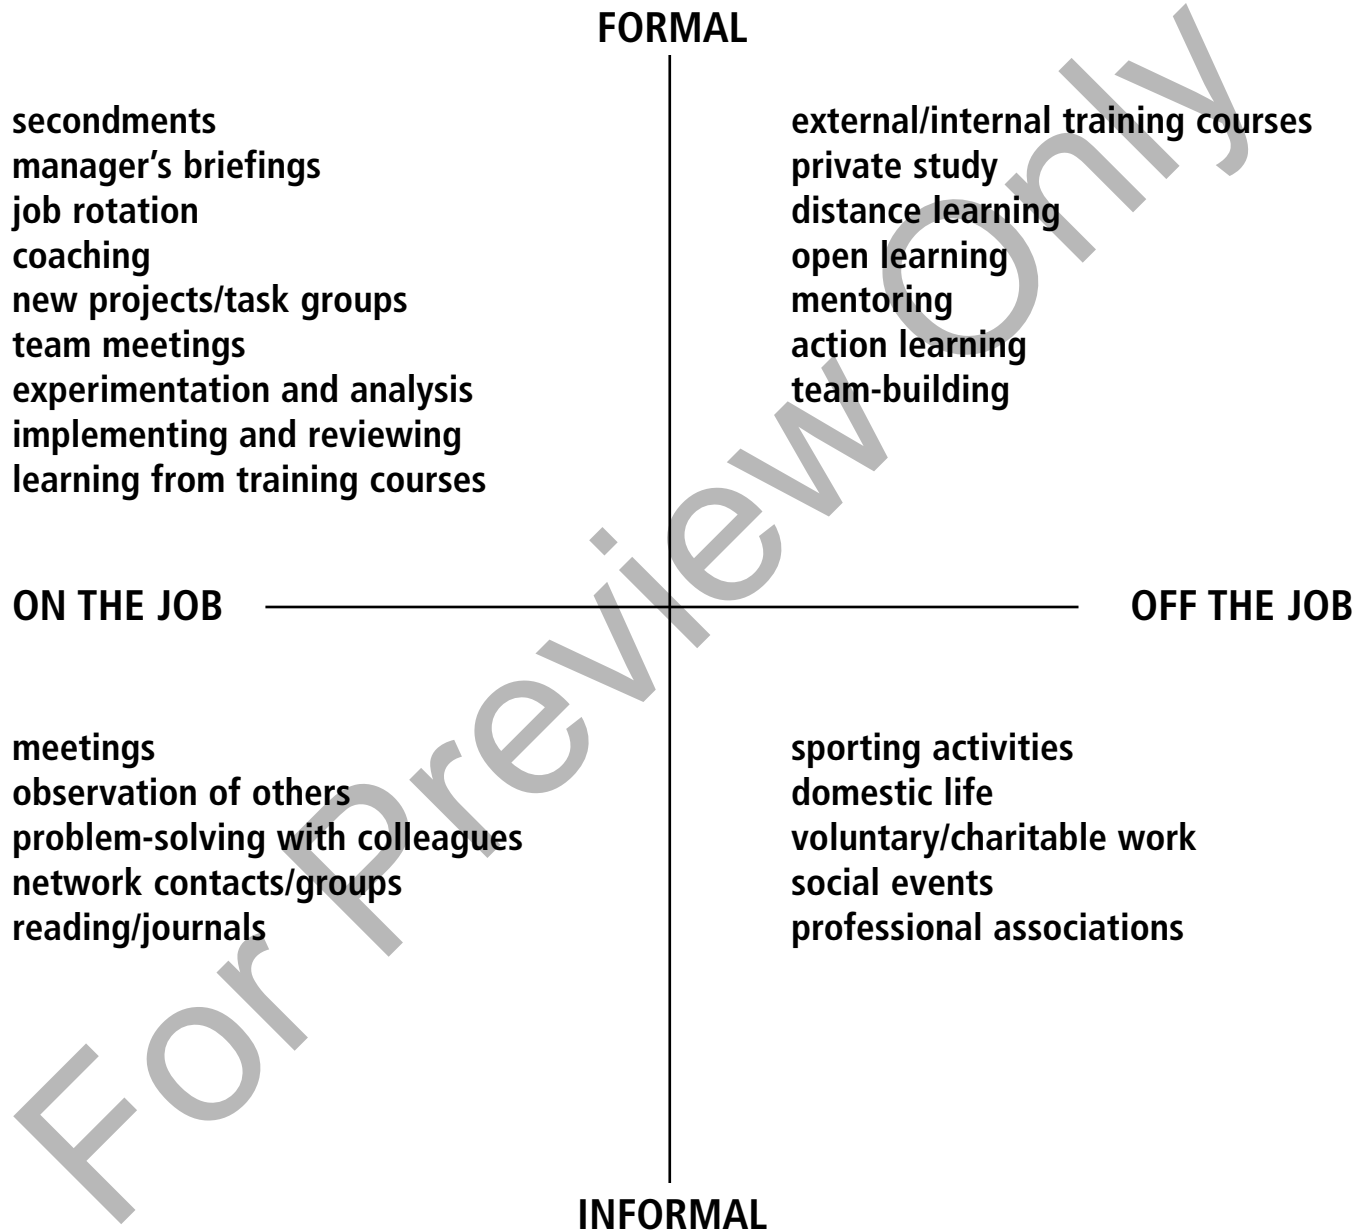 FORMAL
secondments
manager’s briefings
job rotation
coaching
new projects/task groups
team meetings
experimentation and analysis
implementing and reviewing
learning from training courses
external/internal training courses
private study
distance learning
open learning
mentoring
action learning
team-building
ON THE JOB
OFF THE JOB
meetings
observation of others
problem-solving with colleagues
network contacts/groups
reading/journals
sporting activities
domestic life
voluntary/charitable work
social events
professional associations
INFORMAL
For Preview Only